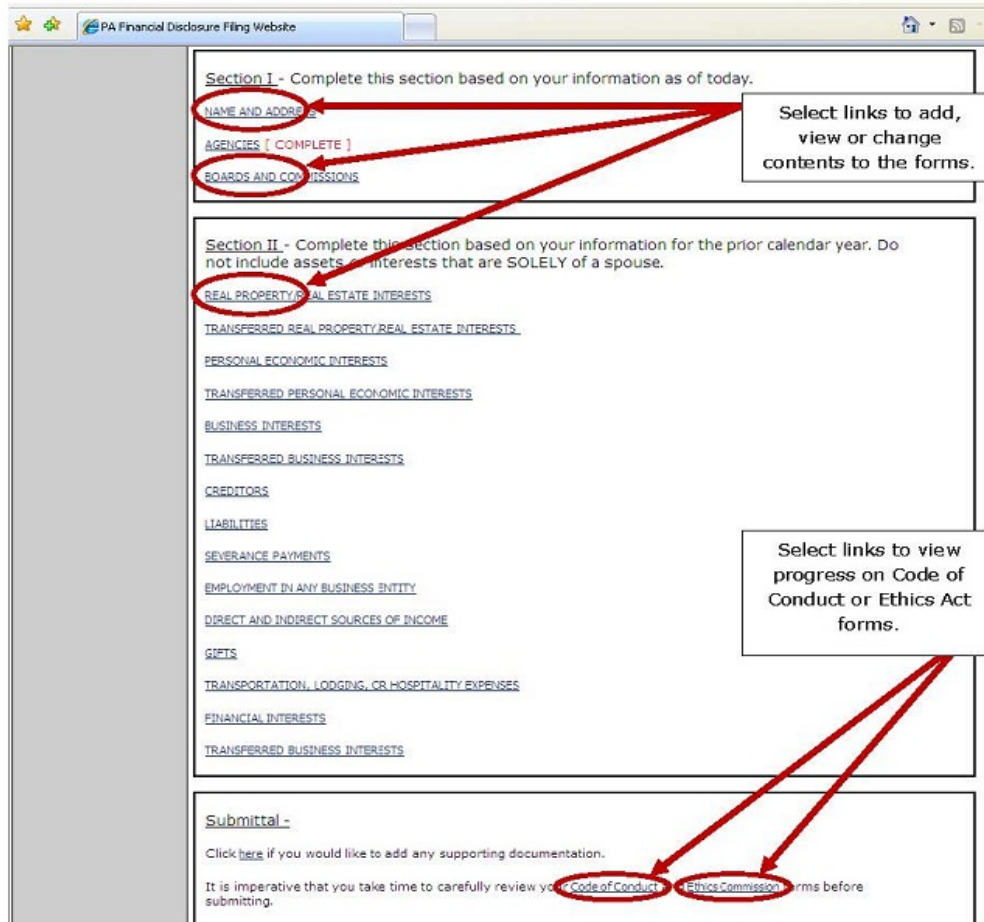 PA Financial Disclosure Filing Website
Section I - Complete this section based on your information as of today.
NAME AND ADDRESS
AGENCIES [ COMPLETE ]
BOARDS AND COMMISSIONS
Select links to add,
view or change
contents to the forms.
Section II - Complete this section based on your information for the prior calendar year. Do
not include assets or interests that are SOLELY of a spouse.
REAL PROPERTY/REAL ESTATE INTERESTS
TRANSFERRED REAL PROPERTY/REAL ESTATE INTERESTS
PERSONAL ECONOMIC INTERESTS
TRANSFERRED PERSONAL ECONOMIC INTERESTS
BUSINESS INTERESTS
TRANSFERRED BUSINESS INTERESTS
CREDITORS
LIABILITIES
SEVERANCE PAYMENTS
EMPLOYMENT IN ANY BUSINESS ENTITY
DIRECT AND INDIRECT SOURCES OF INCOME
GIFTS
TRANSPORTATION, LODGING, OR HOSPITALITY EXPENSES
FINANCIAL INTERESTS
TRANSFERRED BUSINESS INTERESTS
Select links to view
progress on Code of
Conduct or Ethics Act
forms.
Submittal -
Click here if you would like to add any supporting documentation.
It is imperative that you take time to carefully review your Code of Conduct Ethics Commission forms before
submitting.